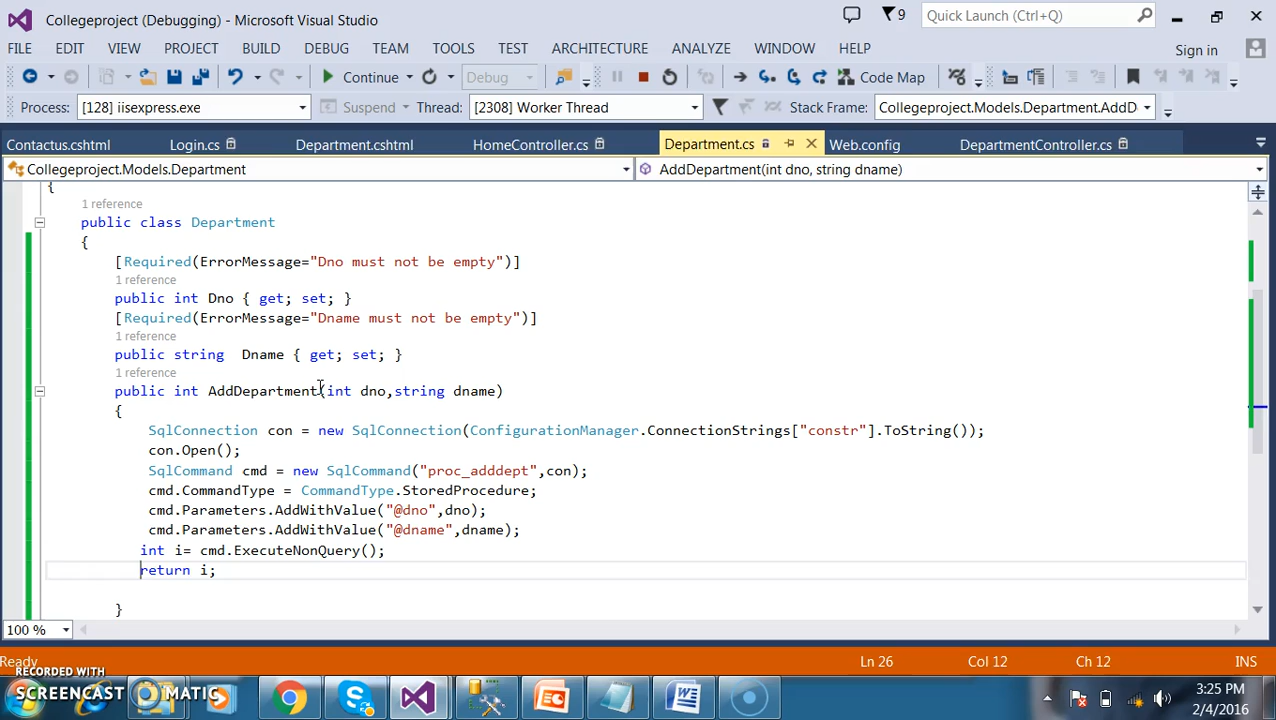 Collegeproject (Debugging) - Microsoft Visual Studio
9
Quick Launch (Ctrl+Q)
FILE EDIT VIEW PROJECT BUILD DEBUG TEAM TOOLS TEST ARCHITECTURE ANALYZE WINDOW HELP
Sign in
Continue Debug Code Map
Process: [128] iisexpress.exe Suspend Thread: [2308] Worker Thread Stack Frame: Collegeproject.Models.Department.AddD
Contactus.cshtml Login.cs Department.cshtml HomeController.cs Department.cs Web.config DepartmentController.cs
Collegeproject.Models.Department AddDepartment(int dno, string dname)
{
1 reference
public class Department
{
[Required(ErrorMessage="Dno must not be empty")]
1 reference
public int Dno { get; set; }
[Required(ErrorMessage="Dname must not be empty")]
1 reference
public string Dname { get; set; }
1 reference
public int AddDepartment(int dno,string dname)
{
SqlConnection con = new SqlConnection(ConfigurationManager.ConnectionStrings["constr"].ToString());
con.Open();
SqlCommand cmd = new SqlCommand("proc_adddept",con);
cmd.CommandType = CommandType.StoredProcedure;
cmd.Parameters.AddWithValue("@dno",dno);
cmd.Parameters.AddWithValue("@dname",dname);
int i= cmd.ExecuteNonQuery();
return i;
}
100 %
Ready Ln 26 Col 12 Ch 12 INS
RECORDED WITH
SCREENCAST MATIC
3:25 PM
2/4/2016